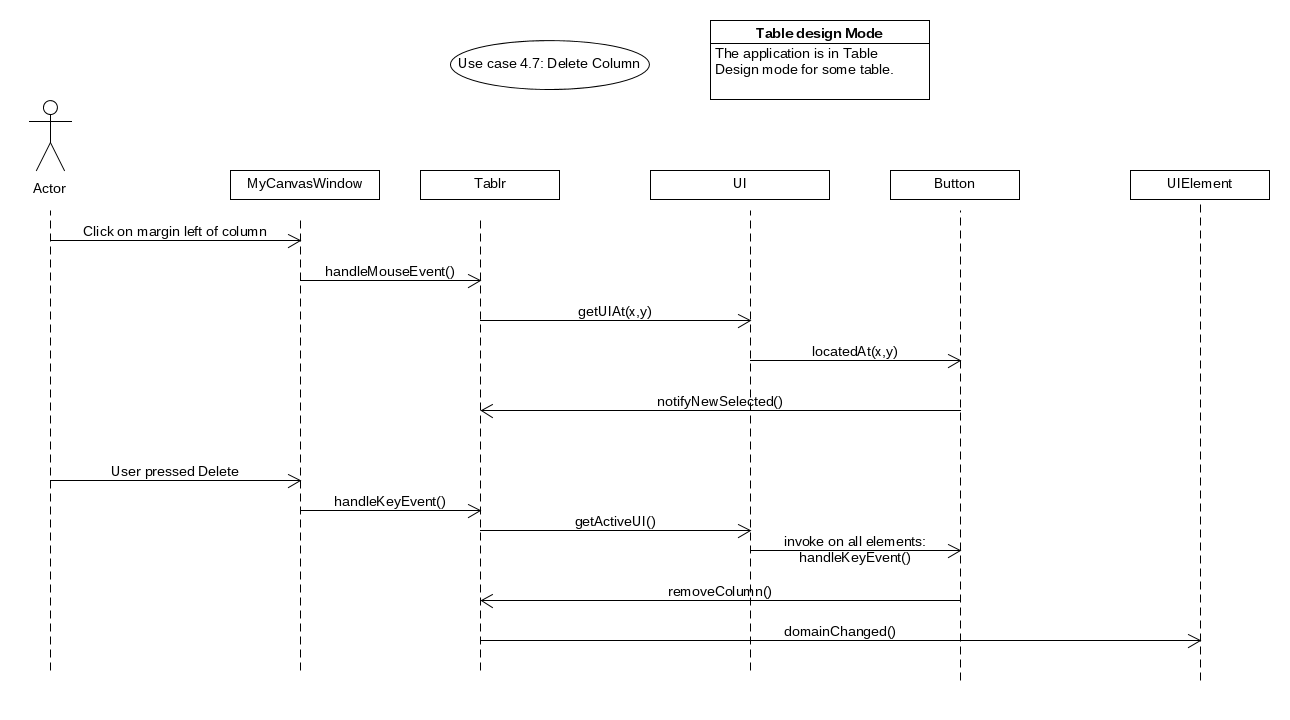 Table design Mode
The application is in Table
Design mode for some table.
Use case 4.7: Delete Column
Actor
MyCanvasWindow
Tablr
UI
Button
UIElement
Click on margin left of column
handleMouseEvent()
getUIAt(x,y)
locatedAt(x,y)
notifyNewSelected()
User pressed Delete
handleKeyEvent()
getActiveUI()
invoke on all elements:
handleKeyEvent()
removeColumn()
domainChanged()